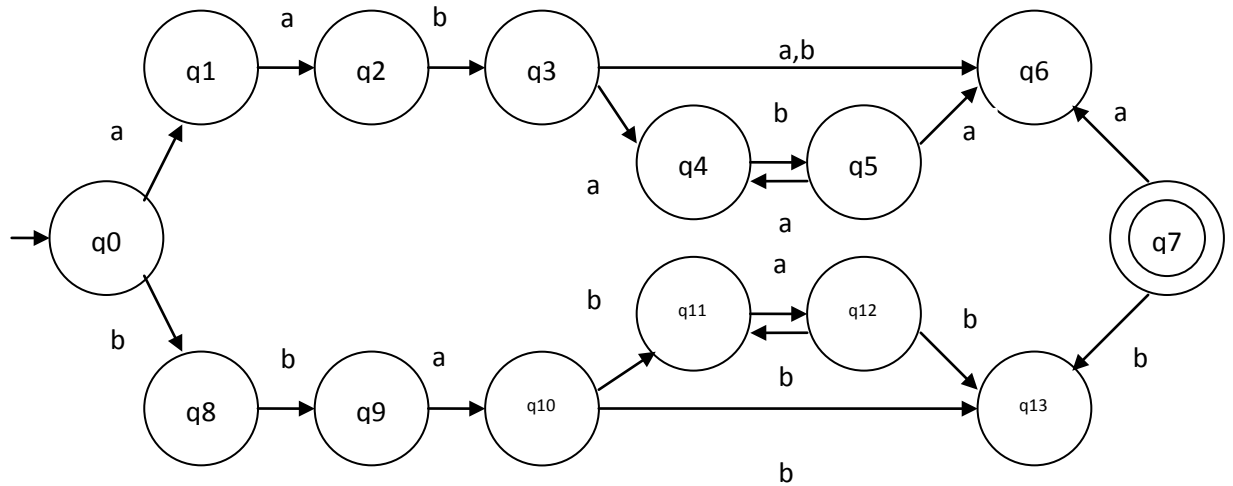 a b
q1 q2 q3 a,b q6
a b a a
q4 q5
a
q0 a q7
a
b q11 q12 b
b b a b b
q8 q9 q10 q13
b